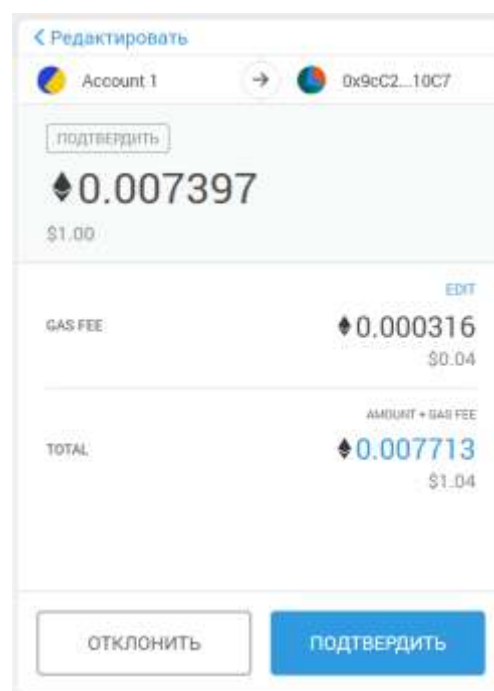 Редактировать
Account 1 → 0x9cC2...10C7
ПОДТВЕРДИТЬ
0.007397
$1.00
EDIT
GAS FEE 0.000316
$0.04
AMOUNT + GAS FEE
TOTAL 0.007713
$1.04
ОТКЛОНИТЬ ПОДТВЕРДИТЬ